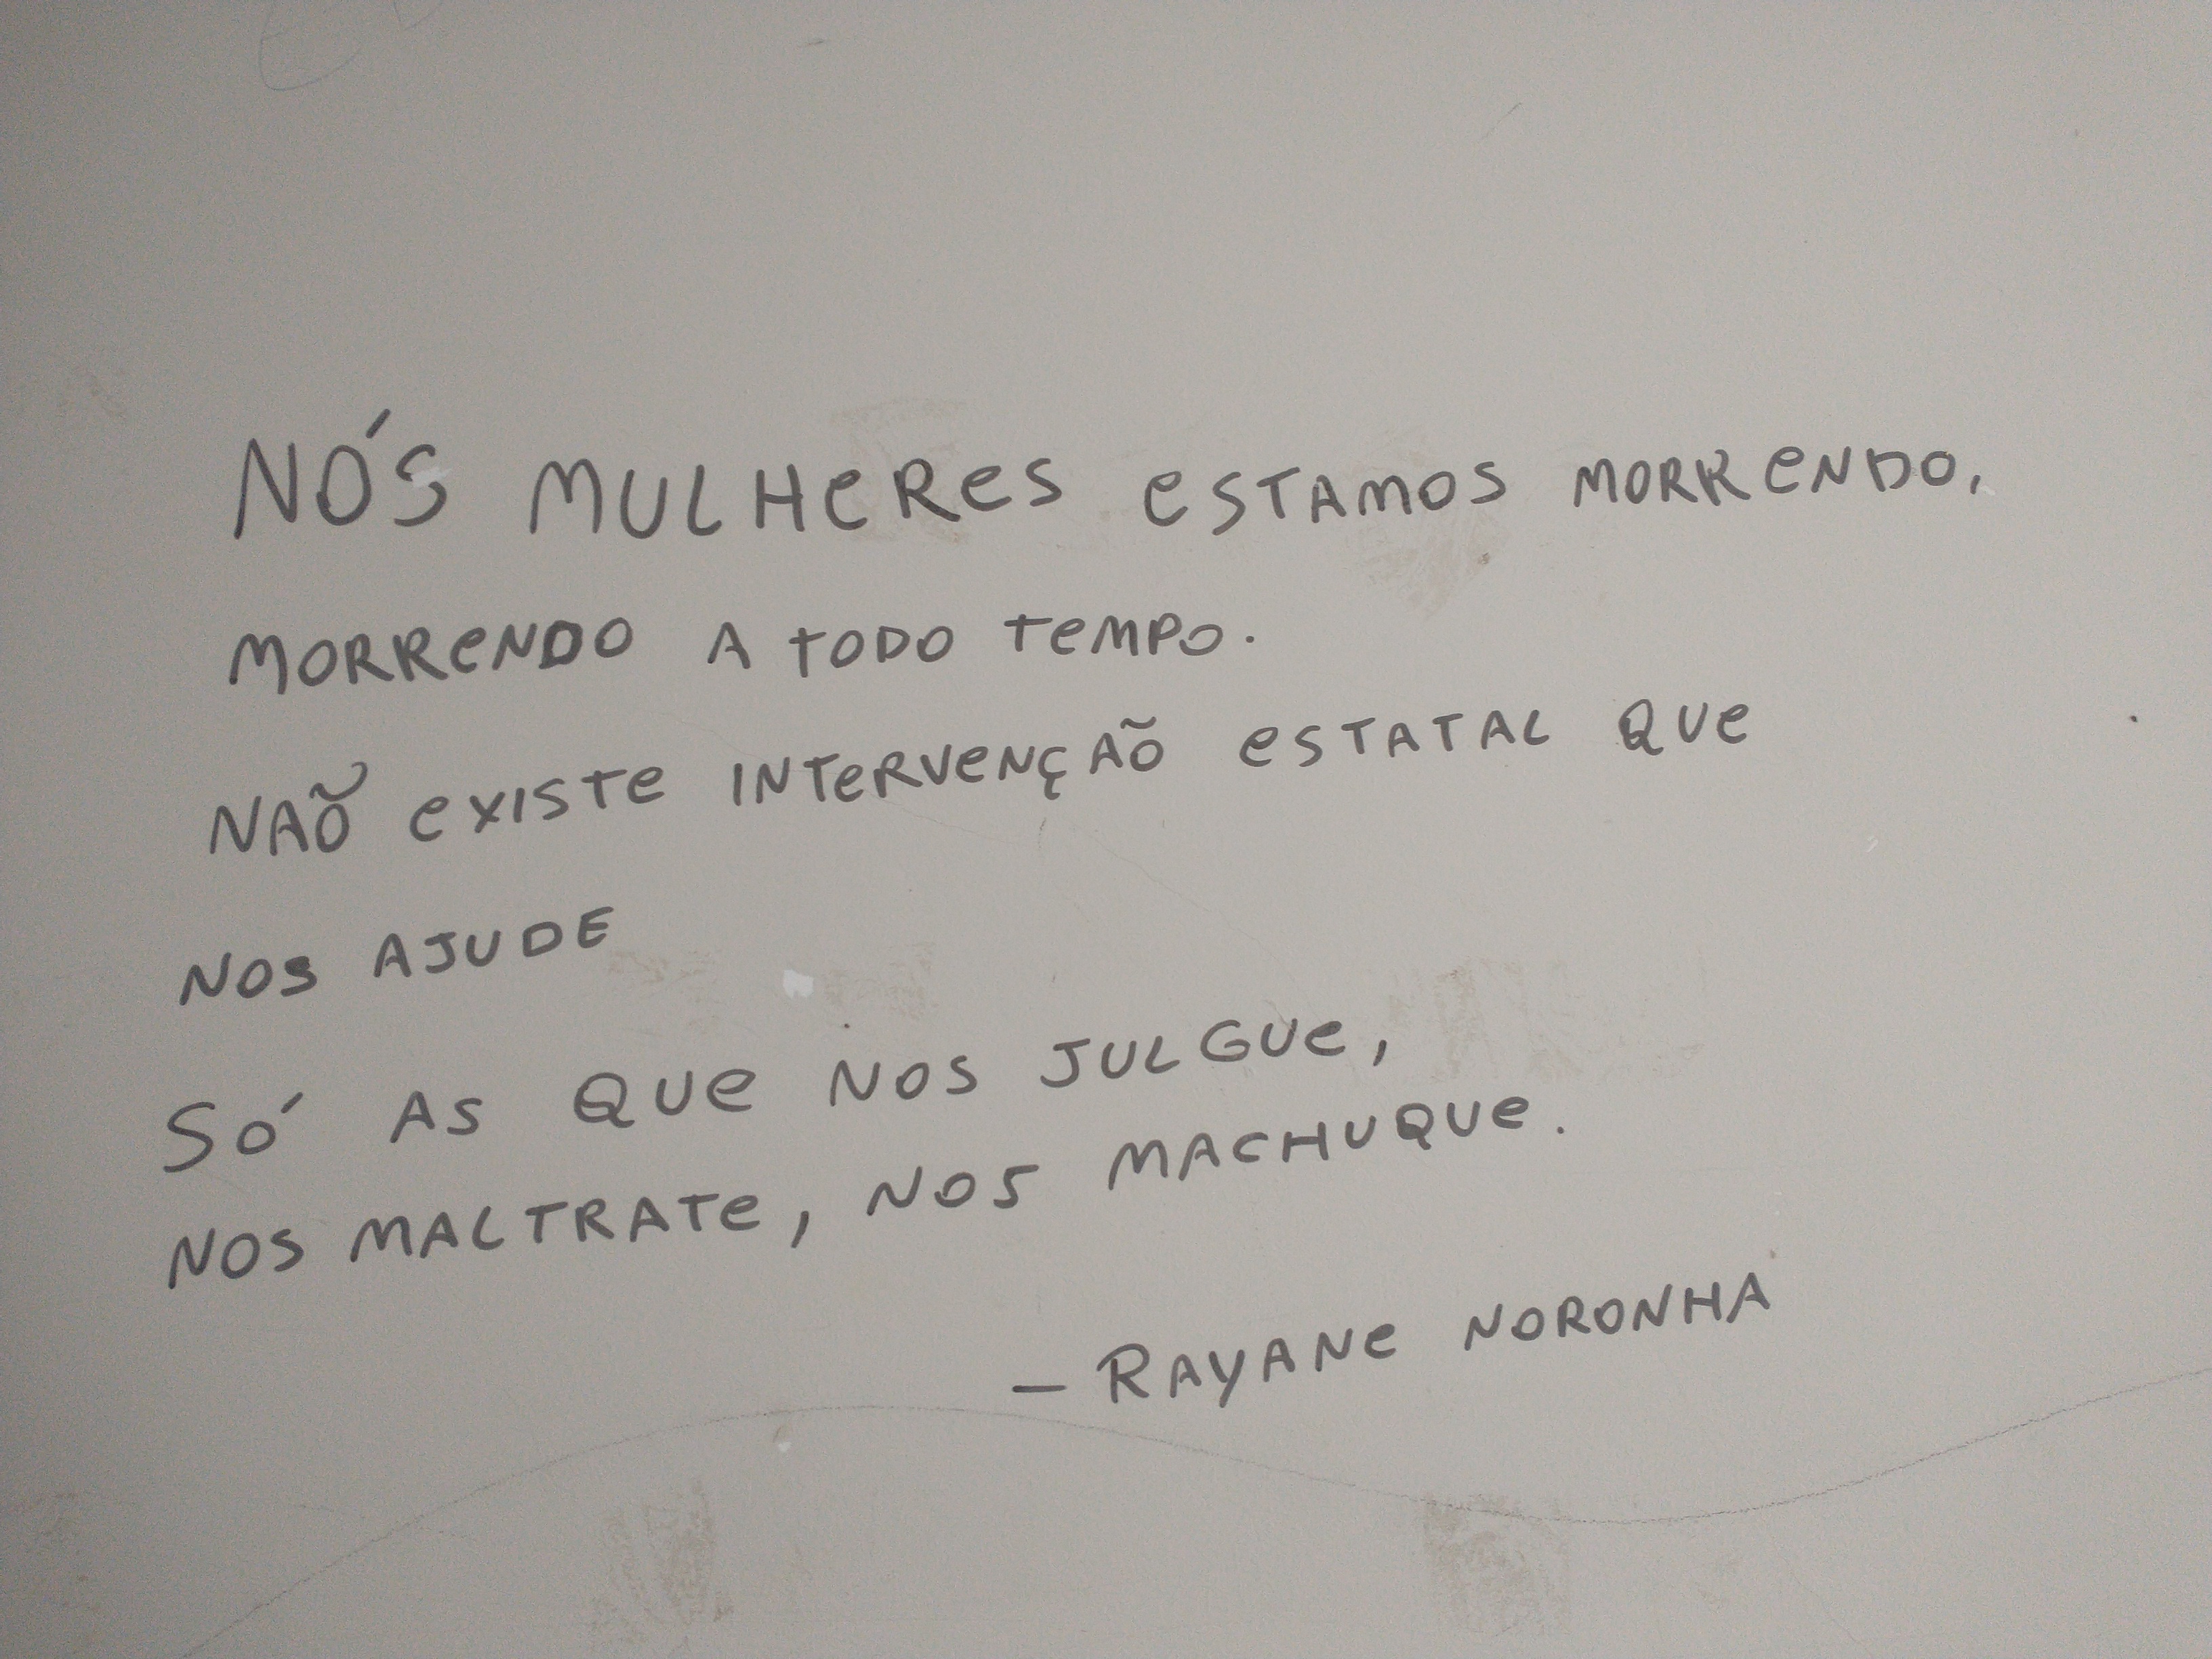 NÓS MULHERES ESTAMOS MORRENDO,
MORRENDO A TODO TEMPO.
NÃO EXISTE INTERVENÇÃO ESTATAL QUE
NOS AJUDE
SÓ AS QUE NOS JULGUE,
NOS MALTRATE, NOS MACHUQUE.
– RAYANE NORONHA